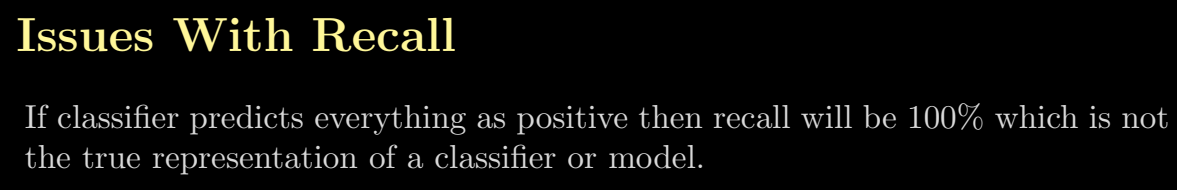 Issues With Recall
If classifier predicts everything as positive then recall will be 100% which is not
the true representation of a classifier or model.